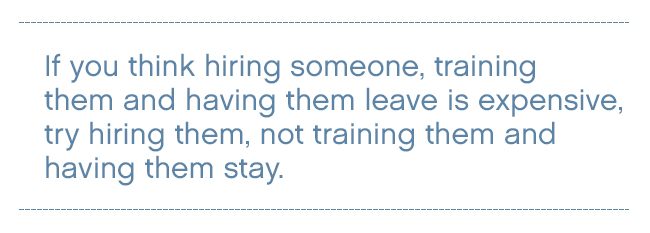 If you think hiring someone, training
them and having them leave is expensive,
try hiring them, not training them and
having them stay.